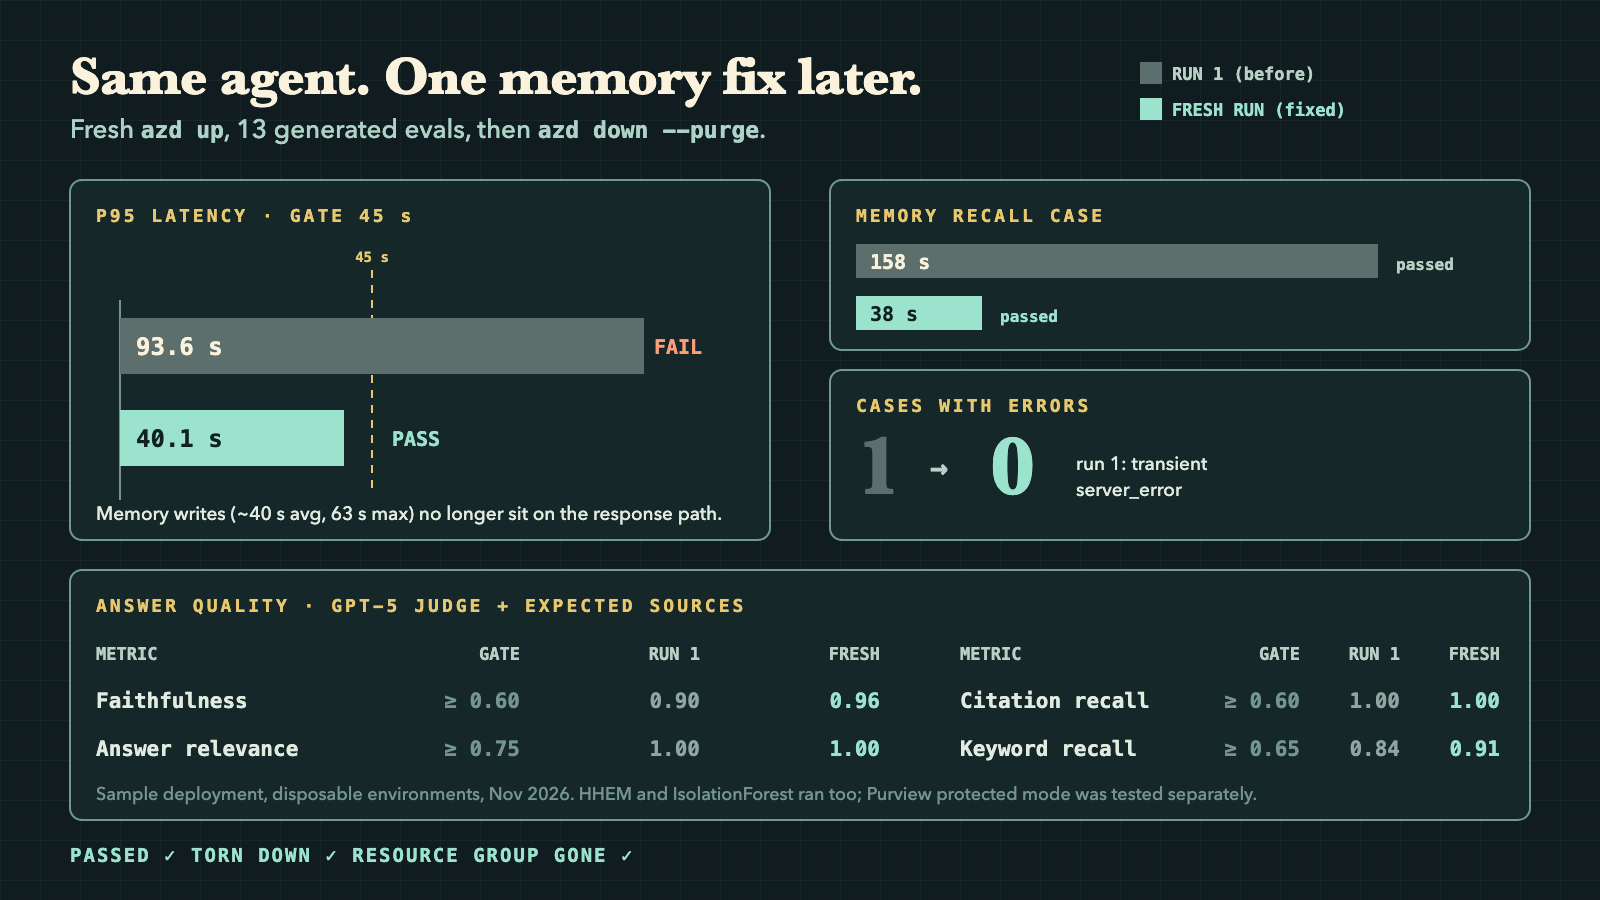 Same agent. One memory fix later.
Fresh azd up, 13 generated evals, then azd down --purge.
RUN 1 (before)
FRESH RUN (fixed)
P95 LATENCY · GATE 45 s
45 s
93.6 s FAIL
40.1 s PASS
Memory writes (~40 s avg, 63 s max) no longer sit on the response path.
MEMORY RECALL CASE
158 s passed
38 s passed
CASES WITH ERRORS
1 → 0
run 1: transient
server_error
ANSWER QUALITY · GPT-5 JUDGE + EXPECTED SOURCES
METRIC GATE RUN 1 FRESH METRIC GATE RUN 1 FRESH
Faithfulness ≥ 0.60 0.90 0.96 Citation recall ≥ 0.60 1.00 1.00
Answer relevance ≥ 0.75 1.00 1.00 Keyword recall ≥ 0.65 0.84 0.91
Sample deployment, disposable environments, Nov 2026. HHEM and IsolationForest ran too; Purview protected mode was tested separately.
PASSED ✓ TORN DOWN ✓ RESOURCE GROUP GONE ✓